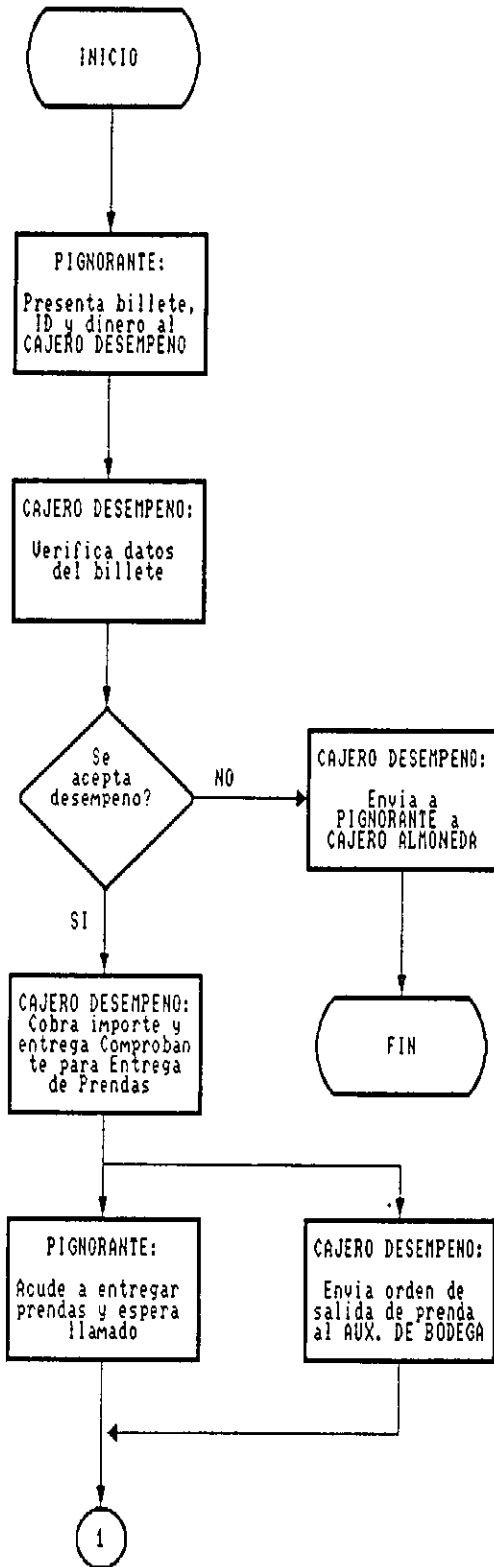 INICIO
PIGNORANTE:
Presenta billete,
ID y dinero al
CAJERO DESEMPENO
CAJERO DESEMPENO:
Verifica datos
del billete
Se
acepta
desempeno?
NO
CAJERO DESEMPENO:
Envia a
PIGNORANTE a
CAJERO ALMONEDA
SI
CAJERO DESEMPENO:
Cobra importe y
entrega Comproban
te para Entrega
de Prendas
FIN
PIGNORANTE:
Acude a entregar
prendas y espera
llamado
CAJERO DESEMPENO:
Envia orden de
salida de prenda
al AUX. DE BODEGA
1